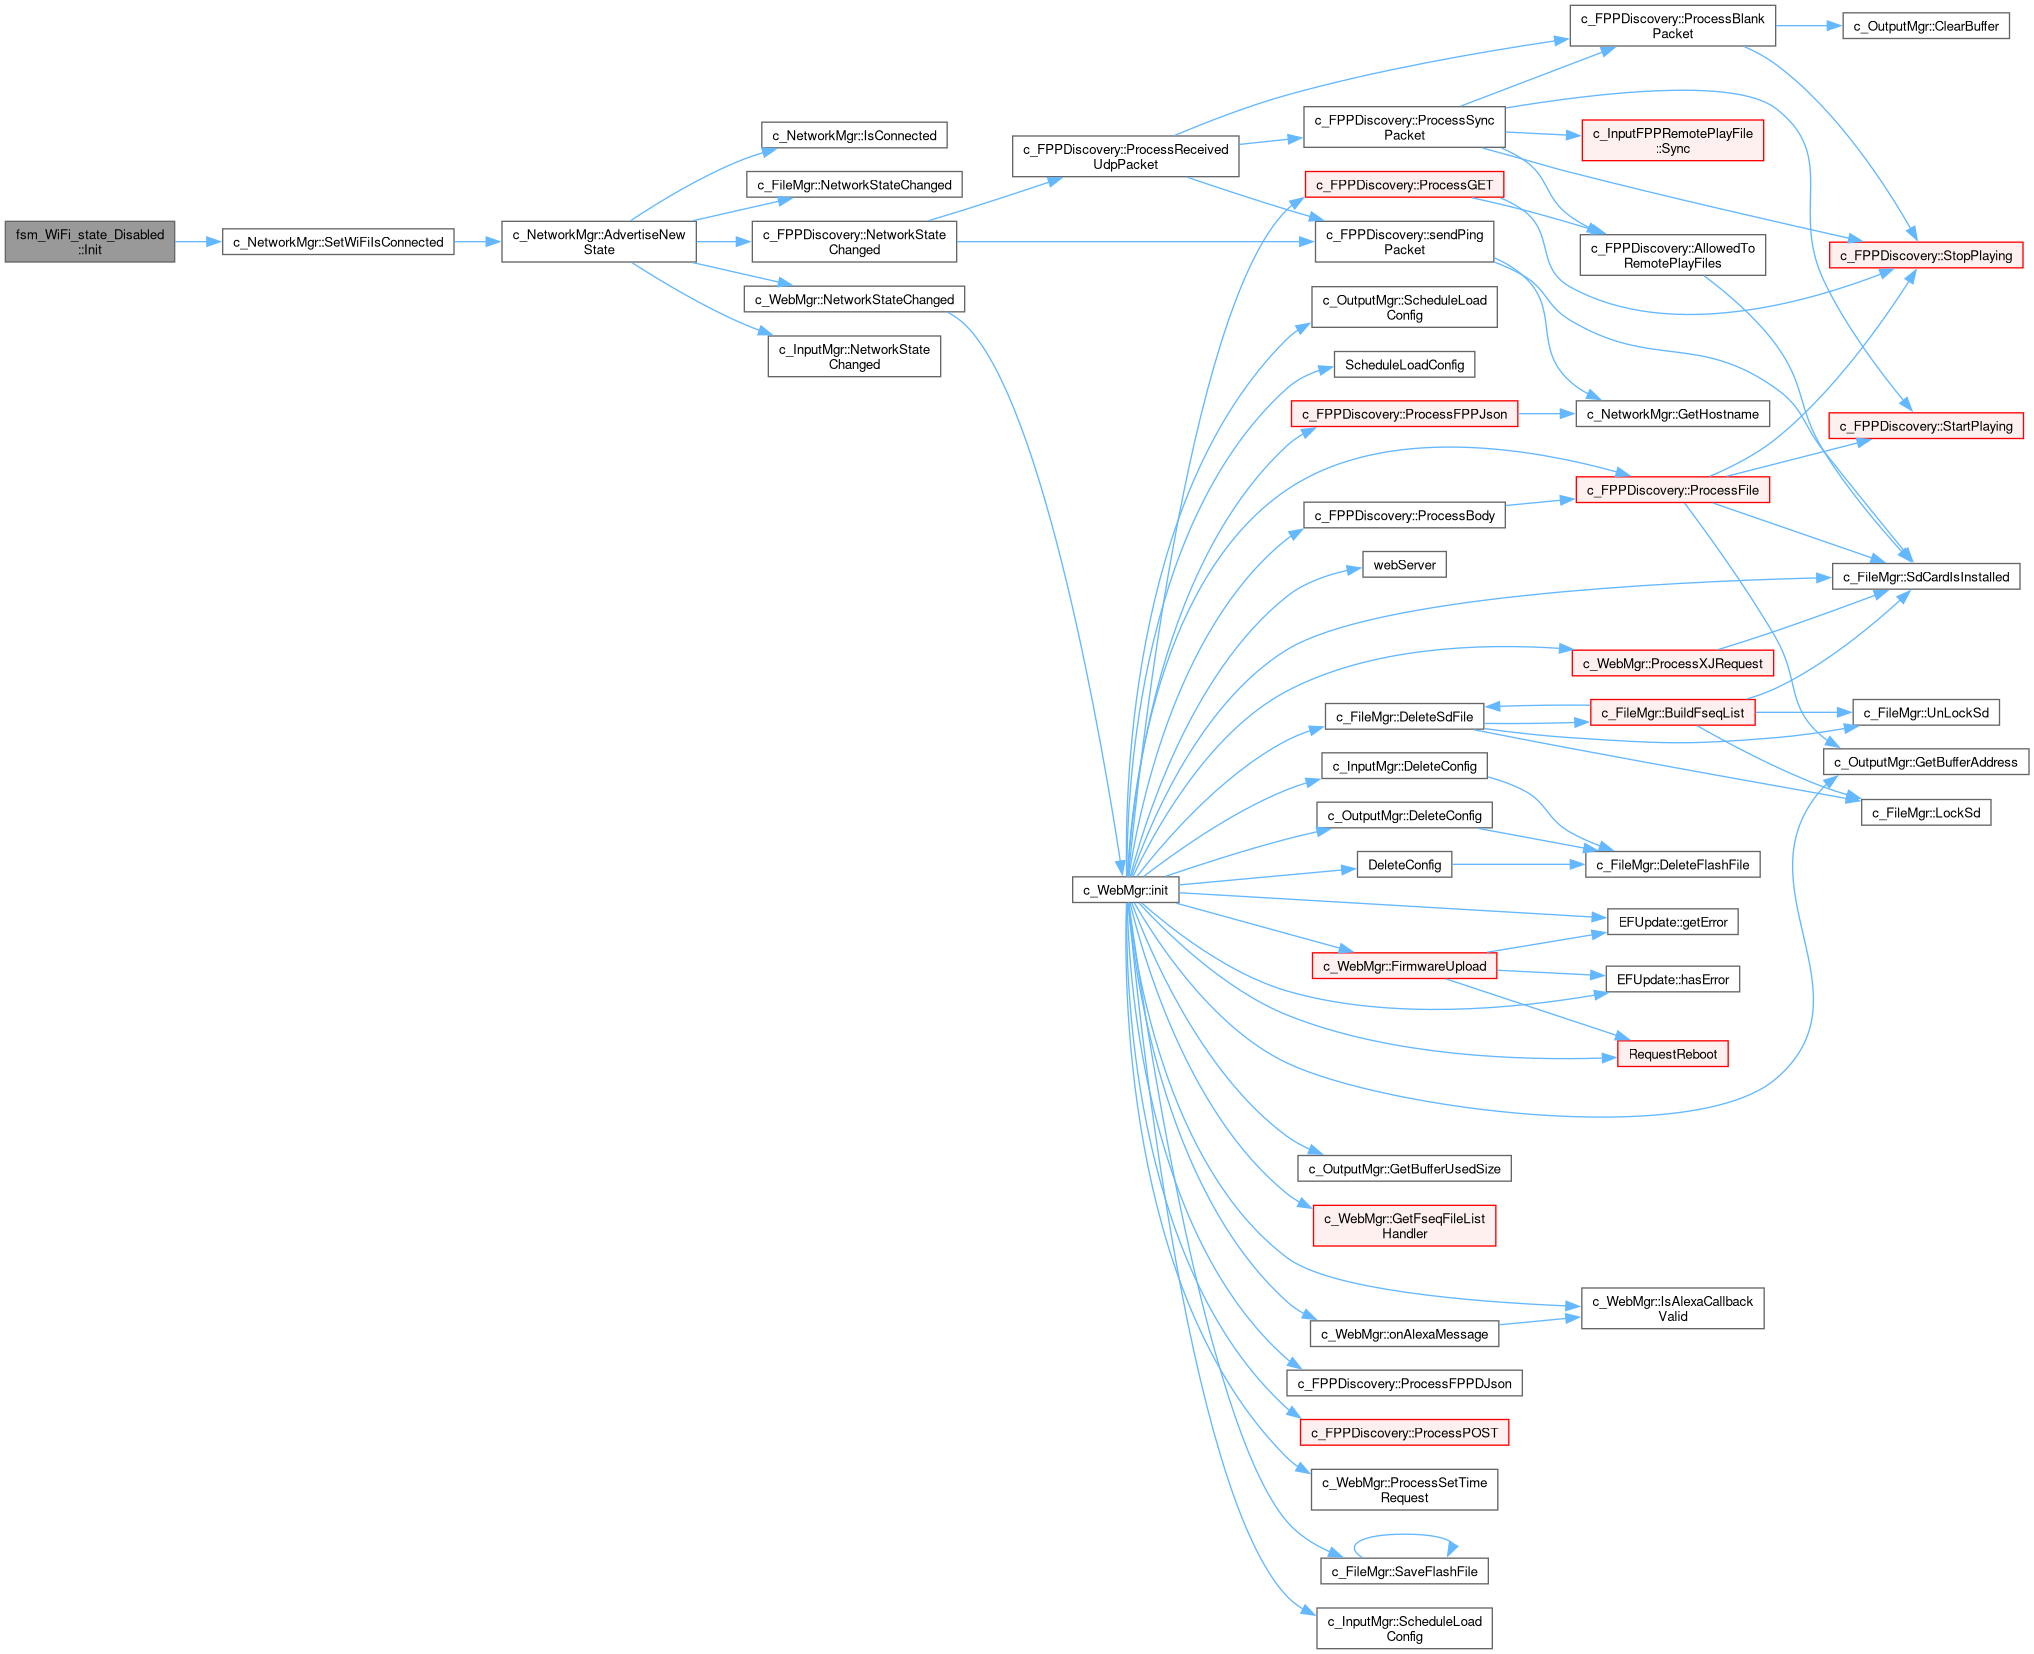 fsm_WiFi_state_Disabled
::Init
c_NetworkMgr::SetWiFiIsConnected
c_NetworkMgr::AdvertiseNew
State
c_NetworkMgr::IsConnected
c_FileMgr::NetworkStateChanged
c_FPPDiscovery::NetworkState
Changed
c_WebMgr::NetworkStateChanged
c_InputMgr::NetworkState
Changed
c_FPPDiscovery::ProcessReceived
UdpPacket
c_WebMgr::init
c_FPPDiscovery::ProcessSync
Packet
c_FPPDiscovery::ProcessGET
c_FPPDiscovery::sendPing
Packet
c_OutputMgr::ScheduleLoad
Config
ScheduleLoadConfig
c_FPPDiscovery::ProcessFPPJson
c_FPPDiscovery::ProcessBody
webServer
c_FileMgr::DeleteSdFile
c_InputMgr::DeleteConfig
c_OutputMgr::DeleteConfig
DeleteConfig
c_WebMgr::FirmwareUpload
c_OutputMgr::GetBufferUsedSize
c_WebMgr::GetFseqFileList
Handler
c_WebMgr::onAlexaMessage
c_FPPDiscovery::ProcessFPPDJson
c_FPPDiscovery::ProcessPOST
c_WebMgr::ProcessSetTime
Request
c_FileMgr::SaveFlashFile
c_InputMgr::ScheduleLoad
Config
c_FPPDiscovery::ProcessBlank
Packet
c_InputFPPRemotePlayFile
::Sync
c_FPPDiscovery::AllowedTo
RemotePlayFiles
c_NetworkMgr::GetHostname
c_FPPDiscovery::ProcessFile
c_WebMgr::ProcessXJRequest
c_FileMgr::BuildFseqList
c_FileMgr::DeleteFlashFile
EFUpdate::getError
EFUpdate::hasError
RequestReboot
c_WebMgr::IsAlexaCallback
Valid
c_OutputMgr::ClearBuffer
c_FPPDiscovery::StopPlaying
c_FPPDiscovery::StartPlaying
c_FileMgr::SdCardIsInstalled
c_FileMgr::UnLockSd
c_OutputMgr::GetBufferAddress
c_FileMgr::LockSd